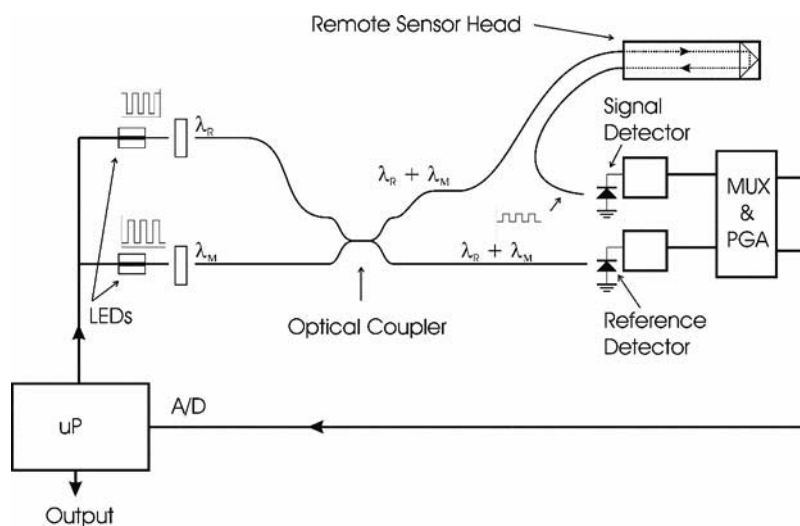 Remote Sensor Head
Signal
Detector
λR
λR + λM
MUX
&
PGA
λM
λR + λM
LEDs
Optical Coupler
Reference
Detector
A/D
uP
Output